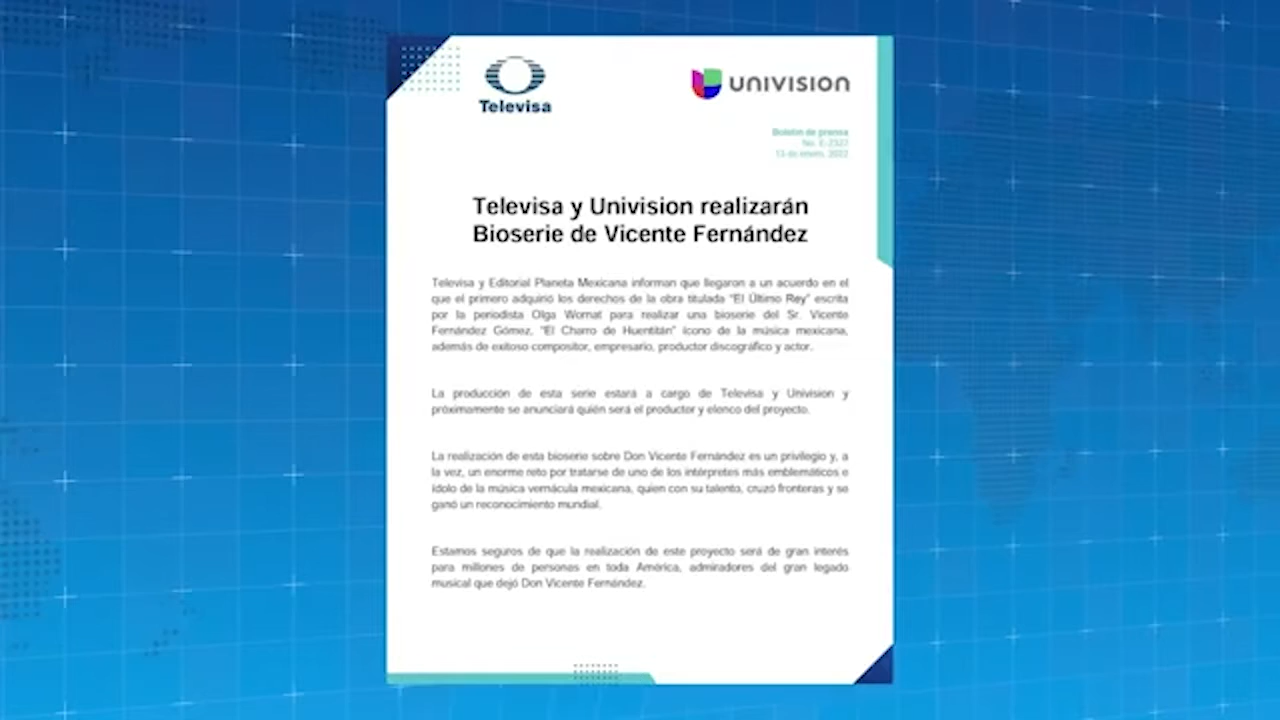 Televisa
UNIVISION
Boletín de prensa
No. E-2327
13 de enero, 2022
Televisa y Univision realizarán
Bioserie de Vicente Fernández
Televisa y Editorial Planeta Mexicana informan que llegaron a un acuerdo en el
que el primero adquirió los derechos de la obra titulada “El Último Rey” escrita
por la periodista Olga Wornat para realizar una bioserie del Sr. Vicente
Fernández Gómez, “El Charro de Huentitán” ícono de la música mexicana,
además de exitoso compositor, empresario, productor discográfico y actor.
La producción de esta serie estará a cargo de Televisa y Univision y
próximamente se anunciará quién será el productor y elenco del proyecto.
La realización de esta bioserie sobre Don Vicente Fernández es un privilegio y, a
la vez, un enorme reto por tratarse de uno de los intérpretes más emblemáticos e
ídolo de la música vernácula mexicana, quien con su talento, cruzó fronteras y se
ganó un reconocimiento mundial.
Estamos seguros de que la realización de este proyecto será de gran interés
para millones de personas en toda América, admiradores del gran legado
musical que dejó Don Vicente Fernández.